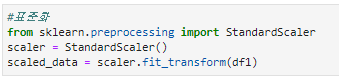 #표준화
from sklearn.preprocessing import StandardScaler
scaler = StandardScaler()
scaled_data = scaler.fit_transform(df1)